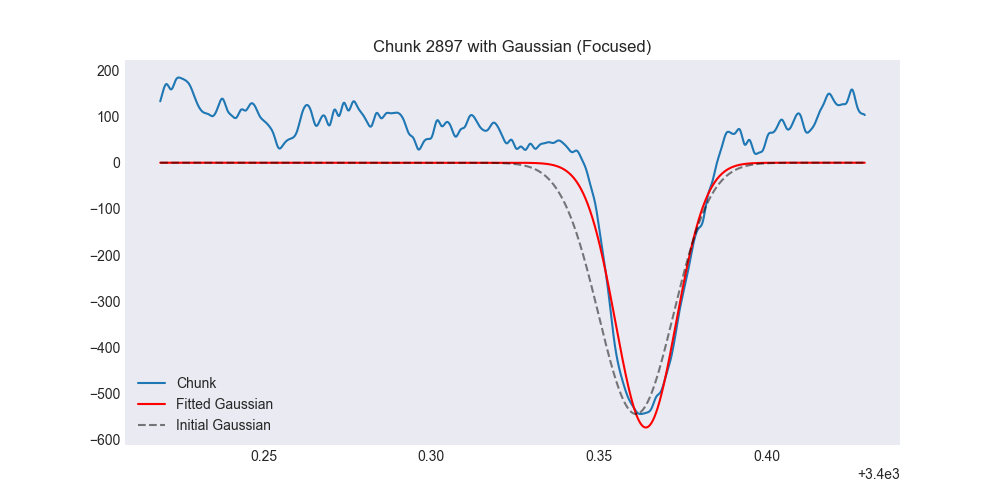 Chunk 2897 with Gaussian (Focused)
200
100
0
−100
−200
−300
−400
−500
−600
Chunk
Fitted Gaussian
Initial Gaussian
0.25 0.30 0.35 0.40
+3.4e3